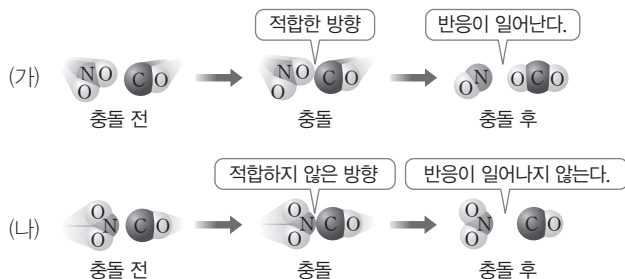 적합한 방향 반응이 일어난다.
(가) N O O C O N O C O O N O O C O
충돌 전 충돌 충돌 후
적합하지 않은 방향 반응이 일어나지 않는다.
(나) O N O C O O N O C O O N O C O
충돌 전 충돌 충돌 후